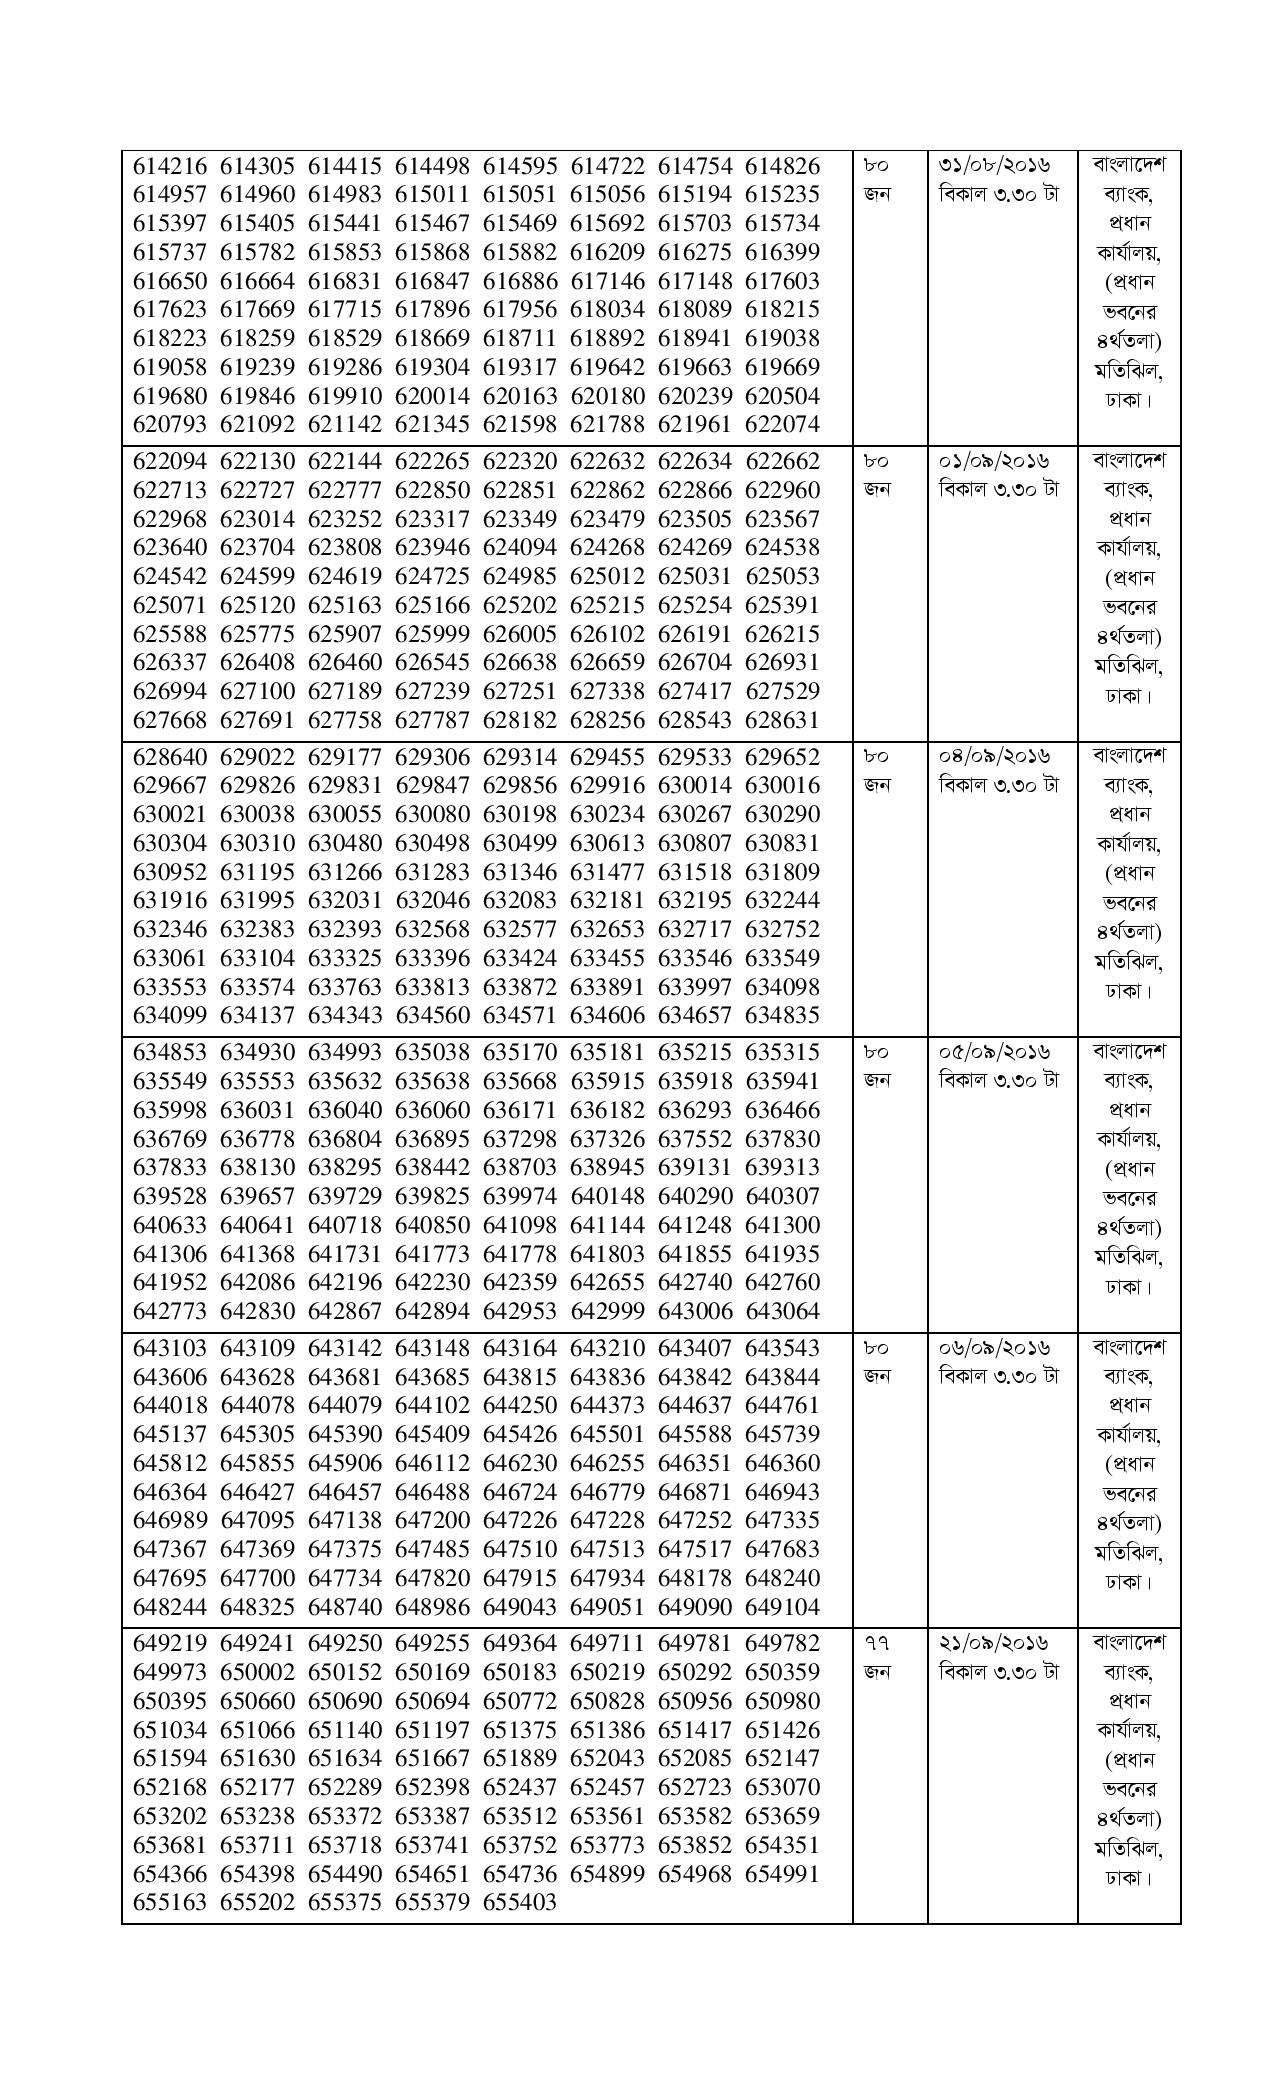 614216 614305 614415 614498 614595 614722 614754 614826
614957 614960 614983 615011 615051 615056 615194 615235
615397 615405 615441 615467 615469 615692 615703 615734
615737 615782 615853 615868 615882 616209 616275 616399
616650 616664 616831 616847 616886 617146 617148 617603
617623 617669 617715 617896 617956 618034 618089 618215
618223 618259 618529 618669 618711 618892 618941 619038
619058 619239 619286 619304 619317 619642 619663 619669
619680 619846 619910 620014 620163 620180 620239 620504
620793 621092 621142 621345 621598 621788 621961 622074
৮০
জন
৩১/০৮/২০১৬
বিকাল ৩.৩০ টা
বাংলাদেশ
ব্যাংক,
প্রধান
কার্যালয়,
(প্রধান
ভবনের
৪র্থতলা)
মতিঝিল,
ঢাকা।
622094 622130 622144 622265 622320 622632 622634 622662
622713 622727 622777 622850 622851 622862 622866 622960
622968 623014 623252 623317 623349 623479 623505 623567
623640 623704 623808 623946 624094 624268 624269 624538
624542 624599 624619 624725 624985 625012 625031 625053
625071 625120 625163 625166 625202 625215 625254 625391
625588 625775 625907 625999 626005 626102 626191 626215
626337 626408 626460 626545 626638 626659 626704 626931
626994 627100 627189 627239 627251 627338 627417 627529
627668 627691 627758 627787 628182 628256 628543 628631
৮০
জন
০১/০৯/২০১৬
বিকাল ৩.৩০ টা
বাংলাদেশ
ব্যাংক,
প্রধান
কার্যালয়,
(প্রধান
ভবনের
৪র্থতলা)
মতিঝিল,
ঢাকা।
628640 629022 629177 629306 629314 629455 629533 629652
629667 629826 629831 629847 629856 629916 630014 630016
630021 630038 630055 630080 630198 630234 630267 630290
630304 630310 630480 630498 630499 630613 630807 630831
630952 631195 631266 631283 631346 631477 631518 631809
631916 631995 632031 632046 632083 632181 632195 632244
632346 632383 632393 632568 632577 632653 632717 632752
633061 633104 633325 633396 633424 633455 633546 633549
633553 633574 633763 633813 633872 633891 633997 634098
634099 634137 634343 634560 634571 634606 634657 634835
৮০
জন
০৪/০৯/২০১৬
বিকাল ৩.৩০ টা
বাংলাদেশ
ব্যাংক,
প্রধান
কার্যালয়,
(প্রধান
ভবনের
৪র্থতলা)
মতিঝিল,
ঢাকা।
634853 634930 634993 635038 635170 635181 635215 635315
635549 635553 635632 635638 635668 635915 635918 635941
635998 636031 636040 636060 636171 636182 636293 636466
636769 636778 636804 636895 637298 637326 637552 637830
637833 638130 638295 638442 638703 638945 639131 639313
639528 639657 639729 639825 639974 640148 640290 640307
640633 640641 640718 640850 641098 641144 641248 641300
641306 641368 641731 641773 641778 641803 641855 641935
641952 642086 642196 642230 642359 642655 642740 642760
642773 642830 642867 642894 642953 642999 643006 643064
৮০
জন
০৫/০৯/২০১৬
বিকাল ৩.৩০ টা
বাংলাদেশ
ব্যাংক,
প্রধান
কার্যালয়,
(প্রধান
ভবনের
৪র্থতলা)
মতিঝিল,
ঢাকা।
643103 643109 643142 643148 643164 643210 643407 643543
643606 643628 643681 643685 643815 643836 643842 643844
644018 644078 644079 644102 644250 644373 644637 644761
645137 645305 645390 645409 645426 645501 645588 645739
645812 645855 645906 646112 646230 646255 646351 646360
646364 646427 646457 646488 646724 646779 646871 646943
646989 647095 647138 647200 647226 647228 647252 647335
647367 647369 647375 647485 647510 647513 647517 647683
647695 647700 647734 647820 647915 647934 648178 648240
648244 648325 648740 648986 649043 649051 649090 649104
৮০
জন
০৬/০৯/২০১৬
বিকাল ৩.৩০ টা
বাংলাদেশ
ব্যাংক,
প্রধান
কার্যালয়,
(প্রধান
ভবনের
৪র্থতলা)
মতিঝিল,
ঢাকা।
649219 649241 649250 649255 649364 649711 649781 649782
649973 650002 650152 650169 650183 650219 650292 650359
650395 650660 650690 650694 650772 650828 650956 650980
651034 651066 651140 651197 651375 651386 651417 651426
651594 651630 651634 651667 651889 652043 652085 652147
652168 652177 652289 652398 652437 652457 652723 653070
653202 653238 653372 653387 653512 653561 653582 653659
653681 653711 653718 653741 653752 653773 653852 654351
654366 654398 654490 654651 654736 654899 654968 654991
655163 655202 655375 655379 655403
৭৭
জন
২১/০৯/২০১৬
বিকাল ৩.৩০ টা
বাংলাদেশ
ব্যাংক,
প্রধান
কার্যালয়,
(প্রধান
ভবনের
৪র্থতলা)
মতিঝিল,
ঢাকা।